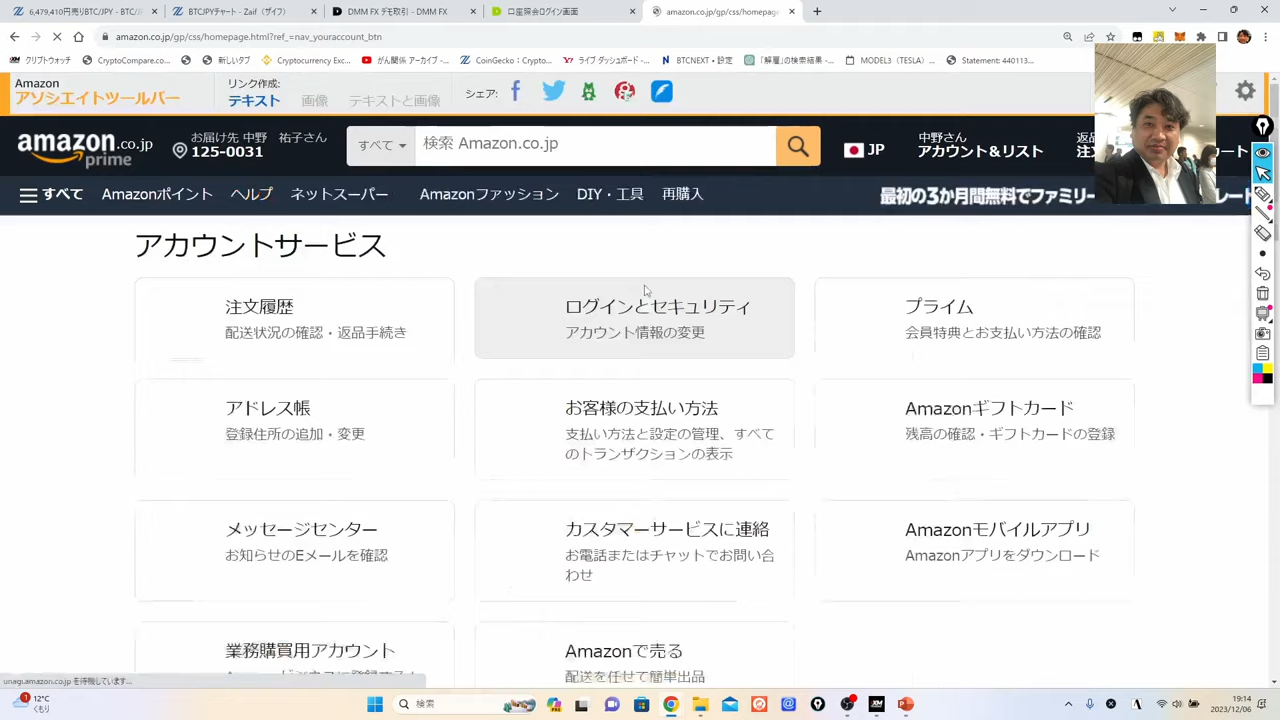 6,479,410円売り BTC/JPY - BTC/J
BTCJPYチャート - Zaif（ザイフ）
DMM FX デモ取引 - DMM FX
口座照会ログイン画面
amazon.co.jp/gp/css/homepage
amazon.co.jp/gp/css/homepage.html?ref_=nav_youraccount_btn
クリプトウォッチ
CryptoCompare.co...
新しいタブ
Cryptocurrency Exc...
がん関係 アーカイブ -...
CoinGecko : Crypto...
ライブ ダッシュボード -...
BTCNEXT • 設定
「解雇」の検索結果 -...
MODEL3（TESLA）...
Statement: 440113...
Amazon
アソシエイトツールバー
リンク作成:
テキスト 画像 テキストと画像
シェア:
amazon.co.jp
prime
お届け先 中野 祐子さん
125-0031
すべて
検索 Amazon.co.jp
JP
中野さん
アカウント&リスト
返品
注文
カート
すべて Amazonポイント ヘルプ ネットスーパー Amazonファッション DIY・工具 再購入
最初の3か月間無料でファミリー
アカウントサービス
注文履歴
配送状況の確認・返品手続き
ログインとセキュリティ
アカウント情報の変更
プライム
会員特典とお支払い方法の確認
アドレス帳
登録住所の追加・変更
お客様の支払い方法
支払い方法と設定の管理、すべて
のトランザクションの表示
Amazonギフトカード
残高の確認・ギフトカードの登録
メッセージセンター
お知らせのEメールを確認
カスタマーサービスに連絡
お電話またはチャットでお問い合
わせ
Amazonモバイルアプリ
Amazonアプリをダウンロード
業務購買用アカウント
Amazonで売る
配送を任せて簡単出品
unagi.amazon.co.jp を待機しています...
12°C
くもり
検索
19:14
2023/12/06